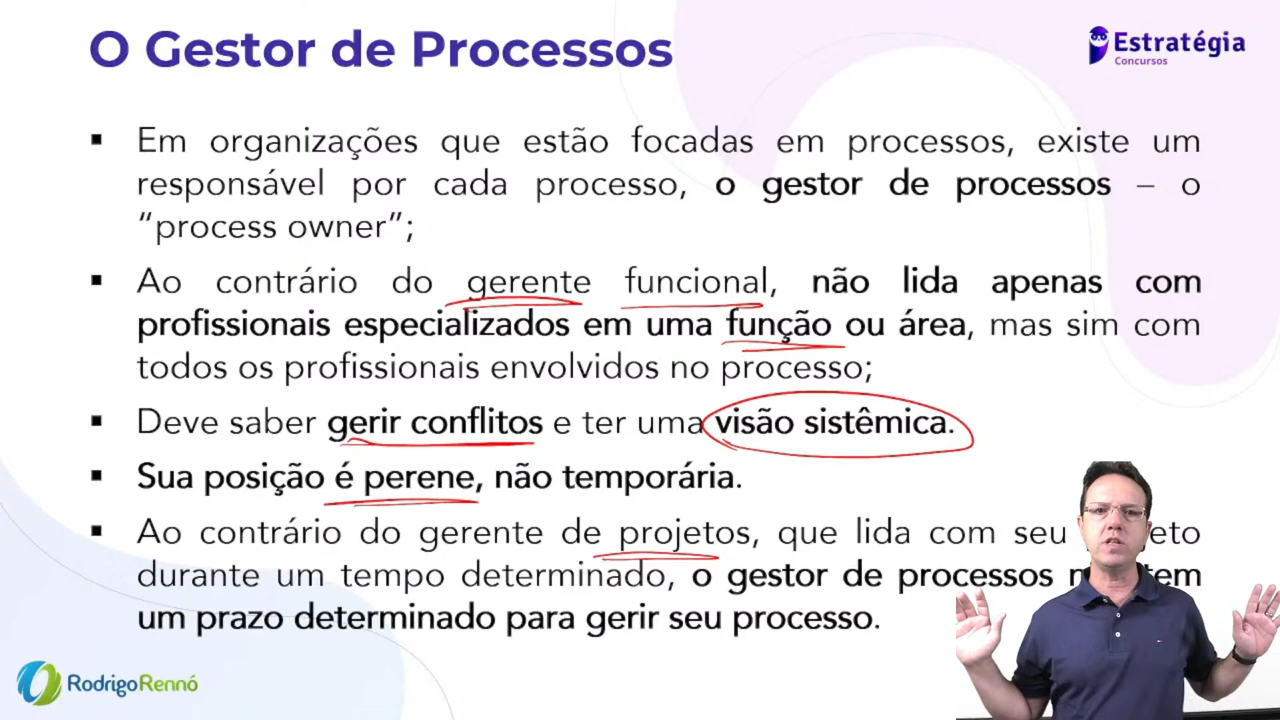 O Gestor de Processos
Estratégia
Concursos
▪ Em organizações que estão focadas em processos, existe um
responsável por cada processo, o gestor de processos – o
“process owner”;
▪ Ao contrário do gerente funcional, não lida apenas com
profissionais especializados em uma função ou área, mas sim com
todos os profissionais envolvidos no processo;
▪ Deve saber gerir conflitos e ter uma visão sistêmica.
▪ Sua posição é perene, não temporária.
▪ Ao contrário do gerente de projetos, que lida com seu eto
durante um tempo determinado, o gestor de processos tem
um prazo determinado para gerir seu processo.
RodrigoRennó